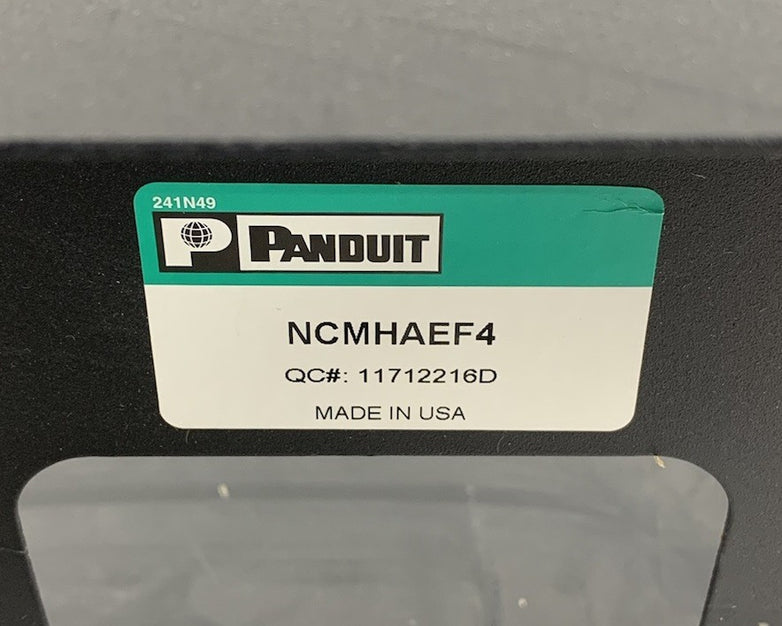 241N49
P PANDUIT
NCMHAEF4
QC#: 11712216D
MADE IN USA